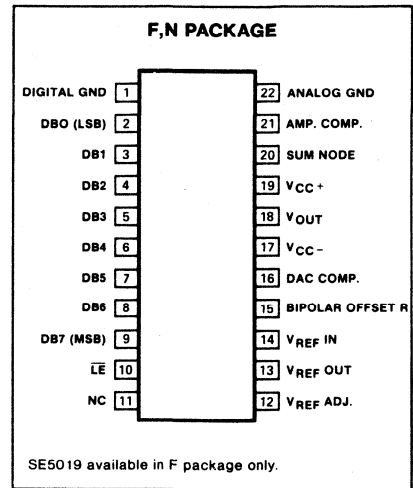 F,N PACKAGE
DIGITAL GND 1
DBO (LSB) 2
DB1 3
DB2 4
DB3 5
DB4 6
DB5 7
DB6 8
DB7 (MSB) 9
LE 10
NC 11
22 ANALOG GND
21 AMP. COMP.
20 SUM NODE
19 VCC+
18 VOUT
17 VCC-
16 DAC COMP.
15 BIPOLAR OFFSET R
14 VREF IN
13 VREF OUT
12 VREF ADJ.
SE5019 available in F package only.